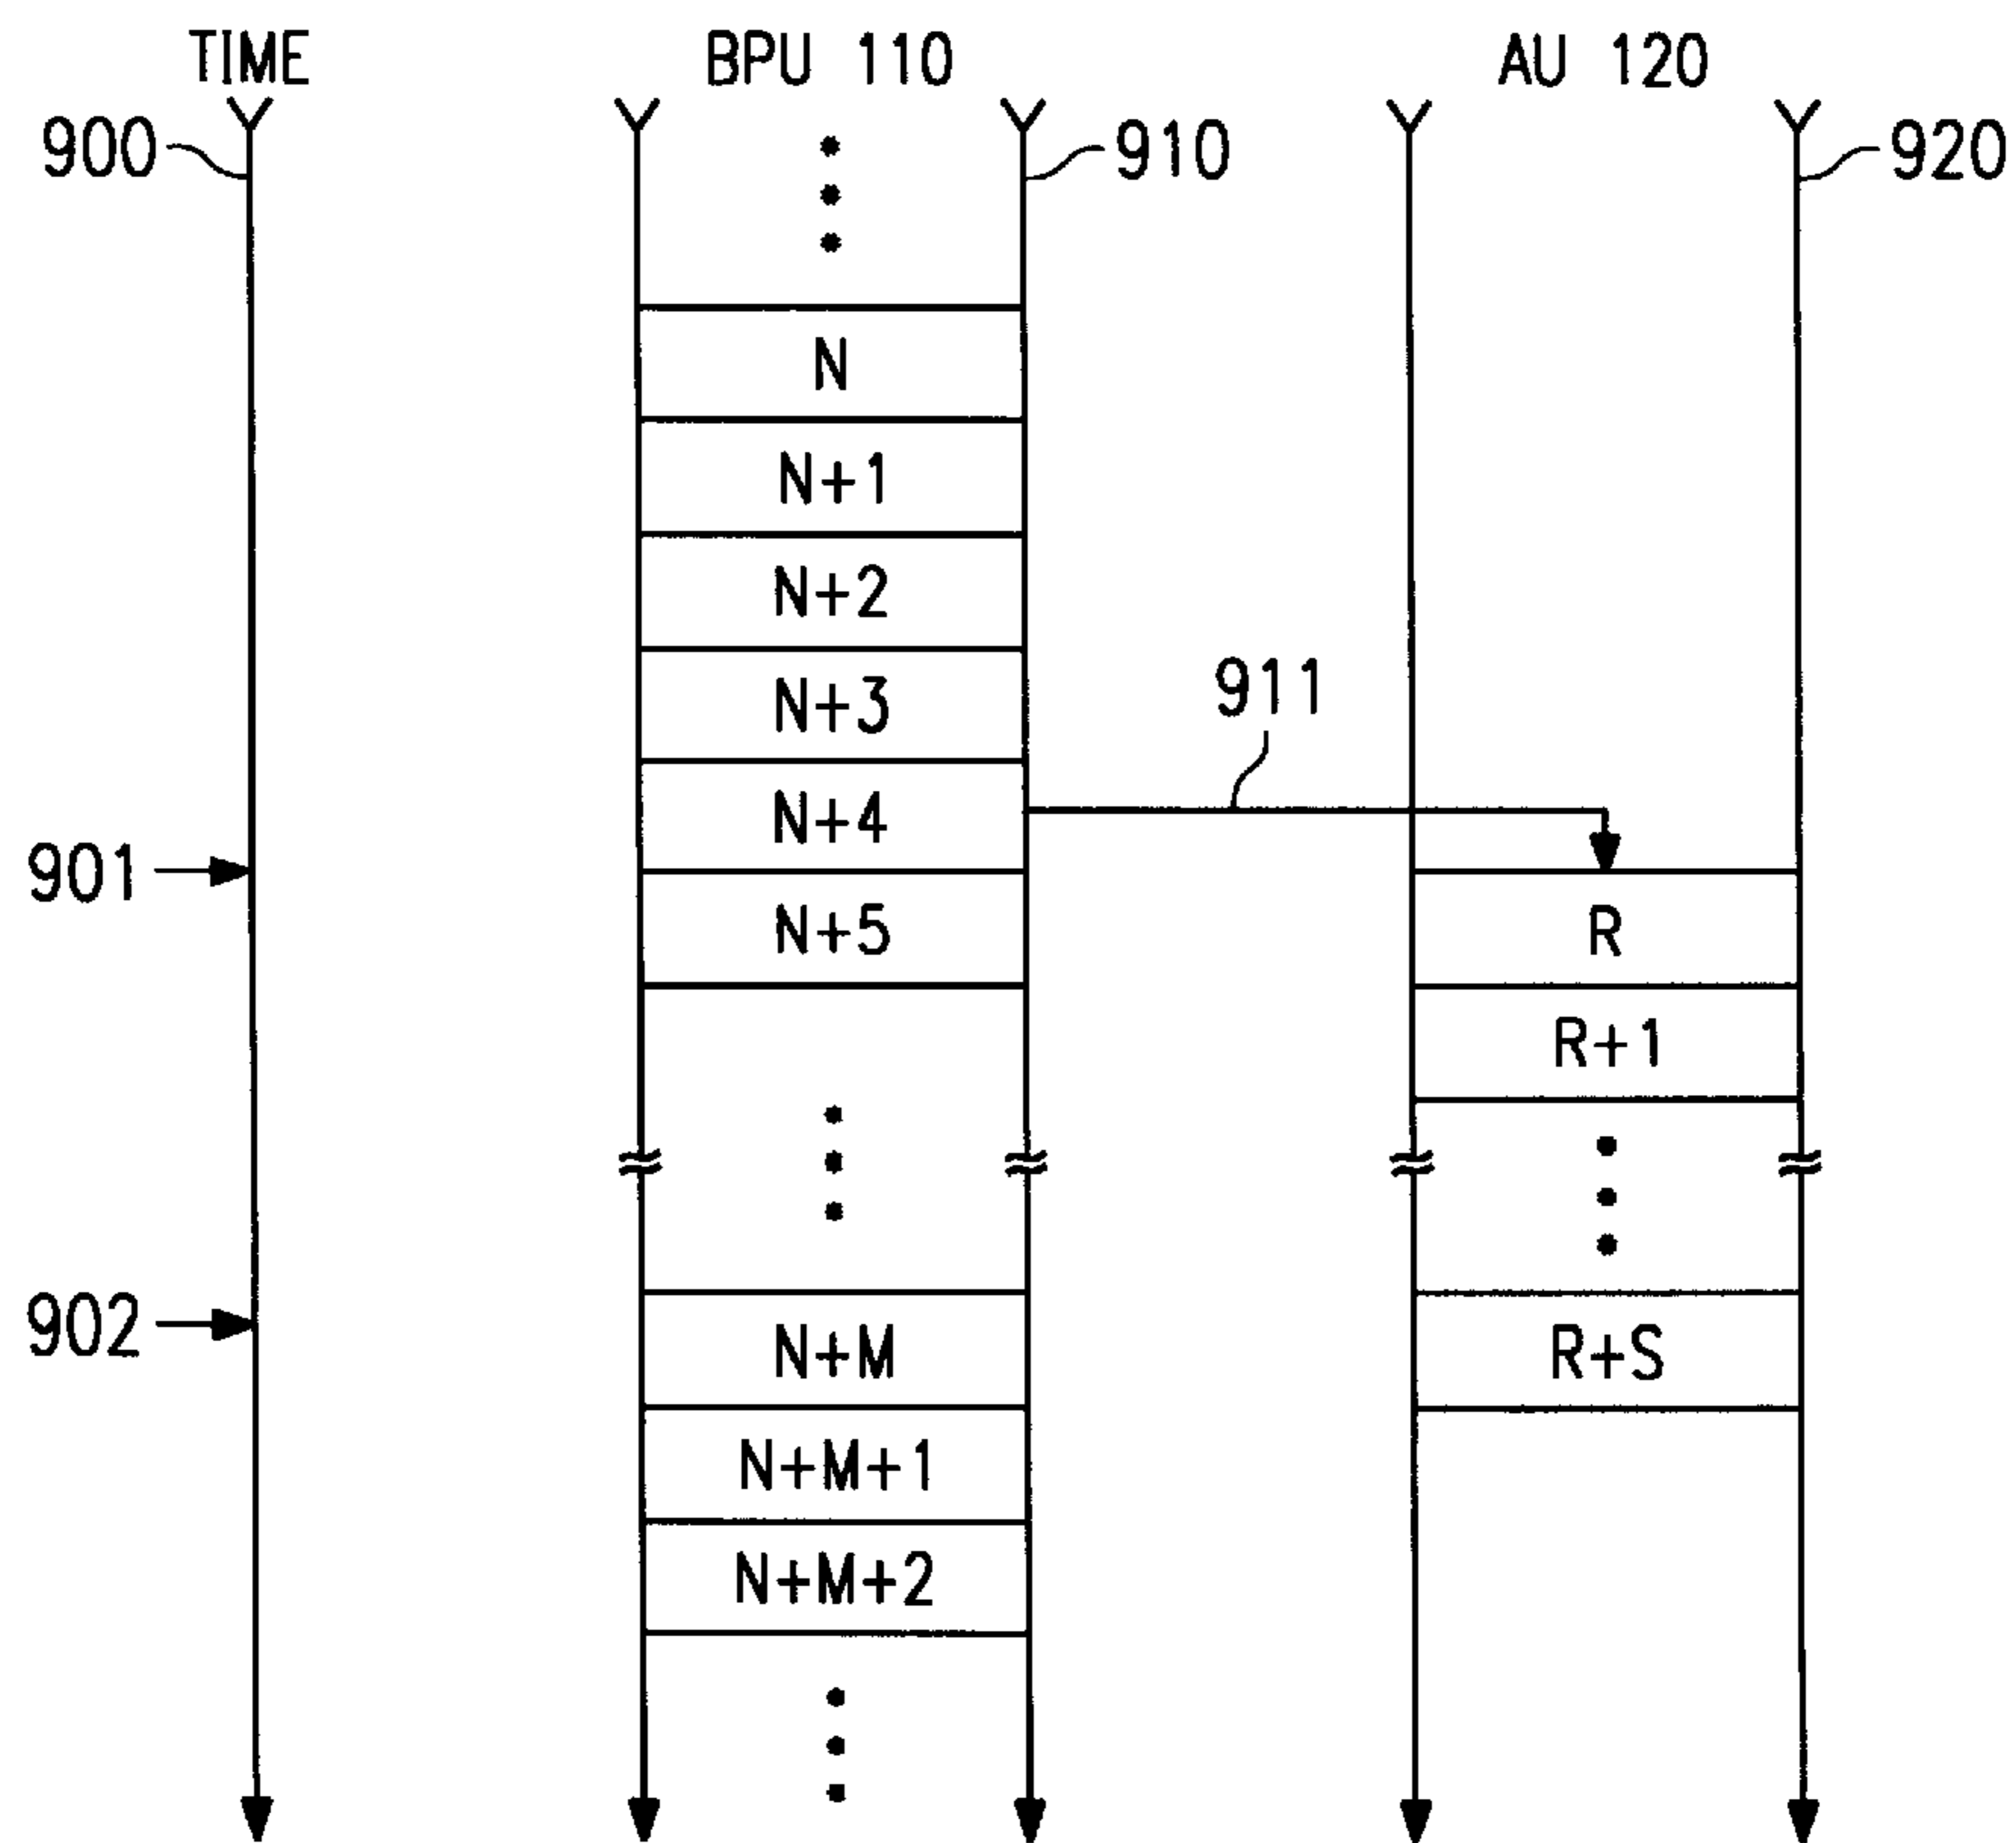 TIME
BPU 110
AU 120
900
910
920
N
N+1
N+2
N+3
911
N+4
901
N+5
R
R+1
902
N+M
R+S
N+M+1
N+M+2